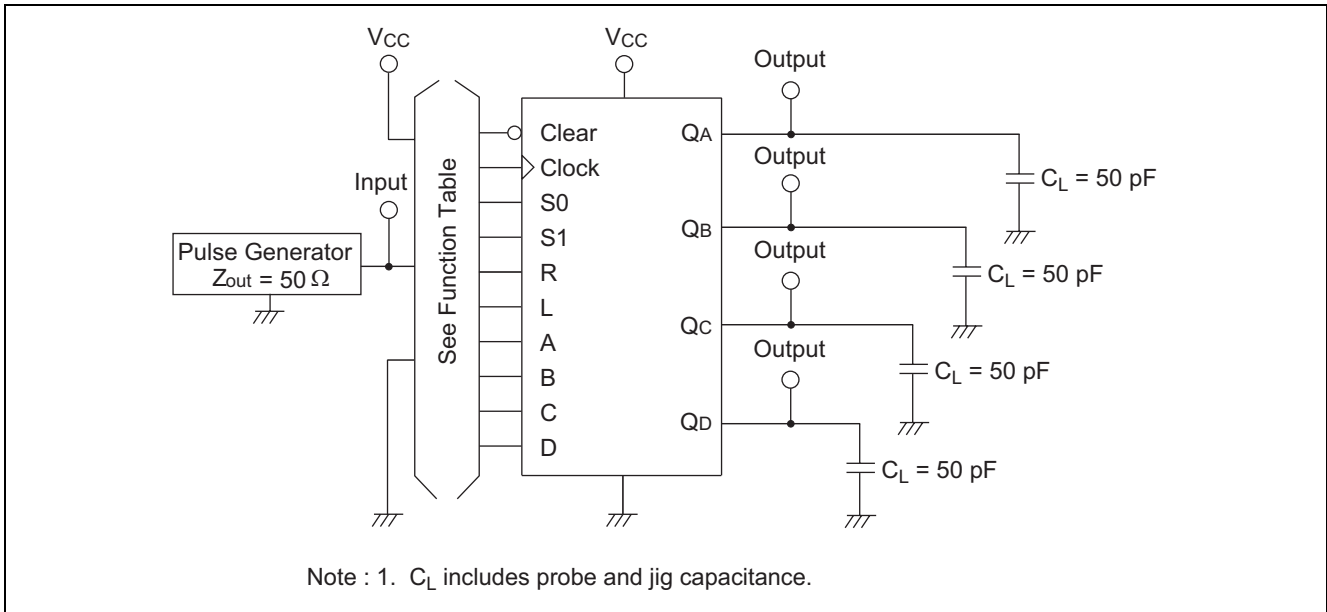 VCC
VCC
Output
Input
Pulse Generator
Zout = 50 Ω
See Function Table
Clear
Clock
S0
S1
R
L
A
B
C
D
QA
QB
QC
QD
Output
Output
Output
CL = 50 pF
CL = 50 pF
CL = 50 pF
CL = 50 pF
Note : 1. CL includes probe and jig capacitance.